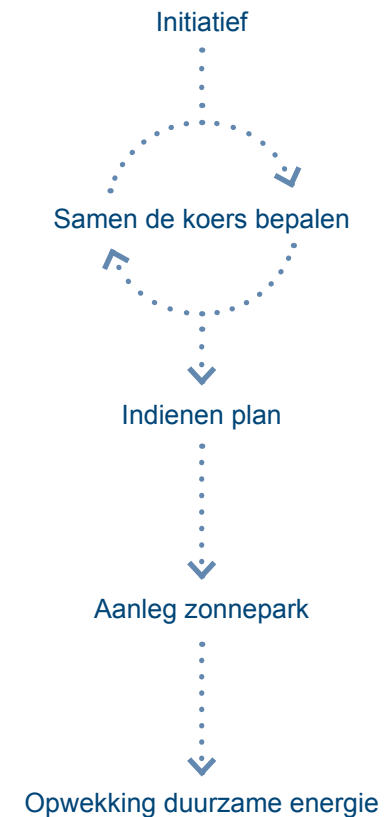 Initiatief
Samen de koers bepalen
Indienen plan
Aanleg zonnepark
Opwekking duurzame energie